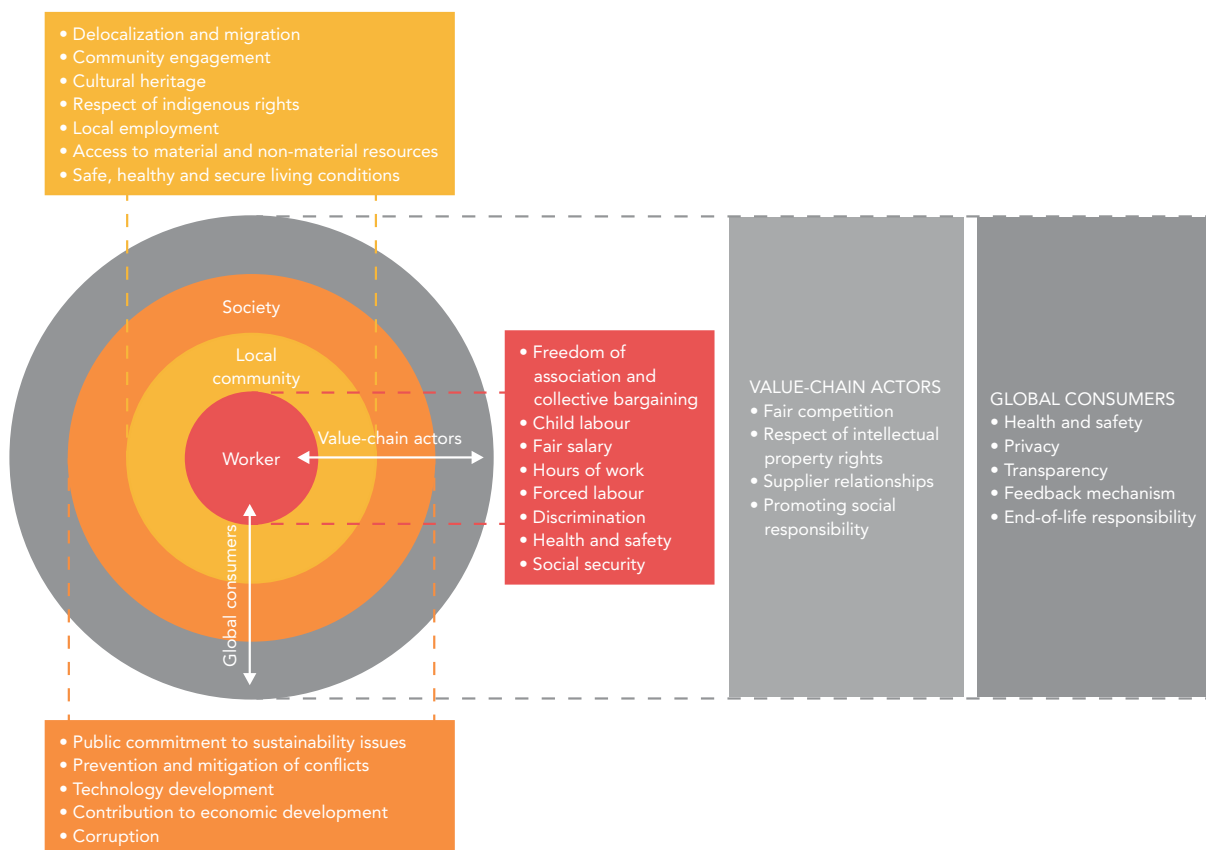 • Delocalization and migration
• Community engagement
• Cultural heritage
• Respect of indigenous rights
• Local employment
• Access to material and non-material resources
• Safe, healthy and secure living conditions
Society
Local
community
Worker
Value-chain actors
Global consumers
• Freedom of
association and
collective bargaining
• Child labour
• Fair salary
• Hours of work
• Forced labour
• Discrimination
• Health and safety
• Social security
VALUE-CHAIN ACTORS
• Fair competition
• Respect of intellectual
property rights
• Supplier relationships
• Promoting social
responsibility
GLOBAL CONSUMERS
• Health and safety
• Privacy
• Transparency
• Feedback mechanism
• End-of-life responsibility
• Public commitment to sustainability issues
• Prevention and mitigation of conflicts
• Technology development
• Contribution to economic development
• Corruption